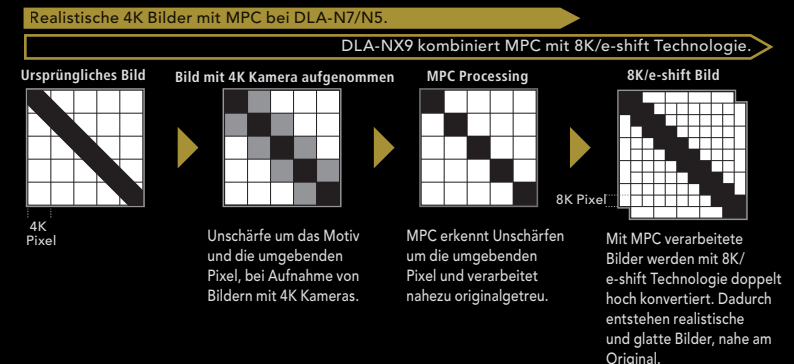 Realistische 4K Bilder mit MPC bei DLA-N7/N5.
DLA-NX9 kombiniert MPC mit 8K/e-shift Technologie.
Ursprüngliches Bild
Bild mit 4K Kamera aufgenommen
MPC Processing
8K/e-shift Bild
4K
Pixel
8K Pixel
Unschärfe um das Motiv
und die umgebenden
Pixel, bei Aufnahme von
Bildern mit 4K Kameras.
MPC erkennt Unschärfen
um die umgebenden
Pixel und verarbeitet
nahezu originalgetreu.
Mit MPC verarbeitete
Bilder werden mit 8K/
e-shift Technologie doppelt
hoch konvertiert. Dadurch
entstehen realistische
und glatte Bilder, nahe am
Original.